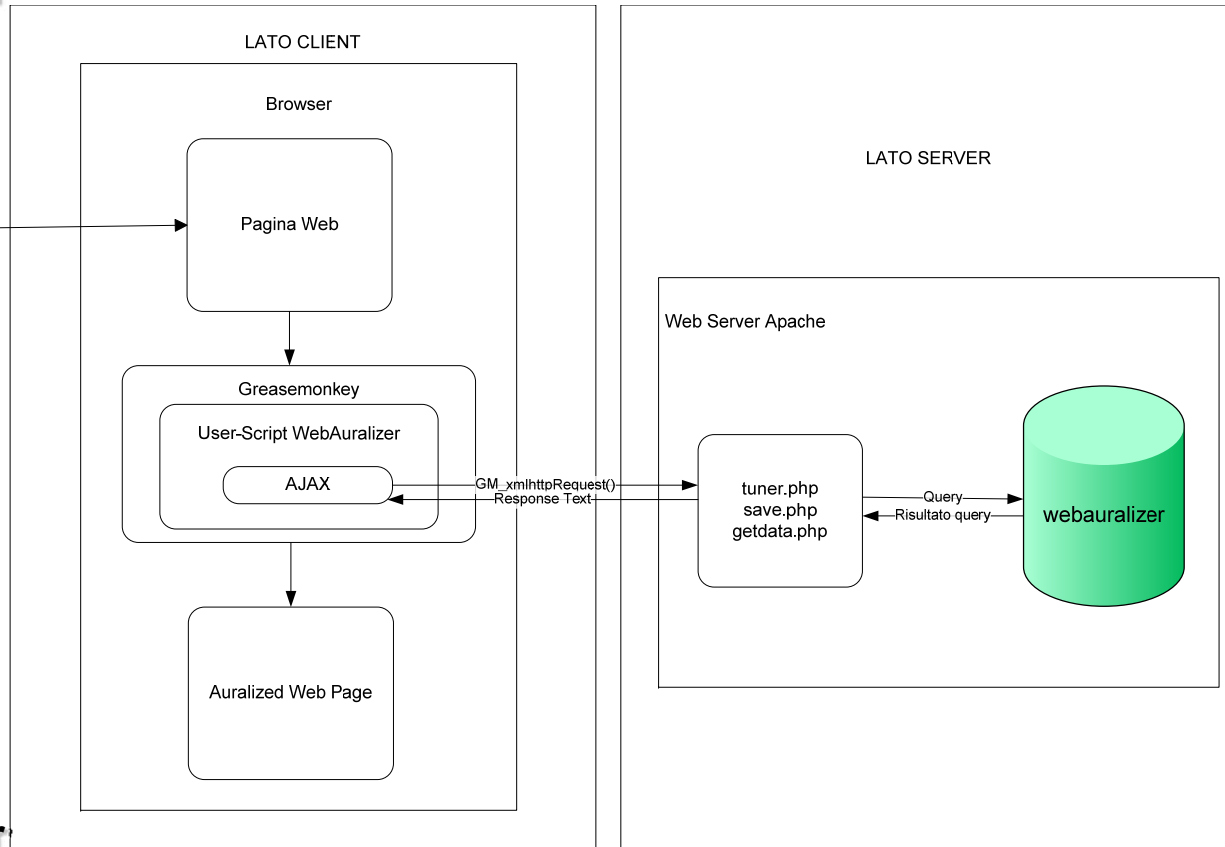 LATO CLIENT
Browser
Pagina Web
Greasemonkey
User-Script WebAuralizer
AJAX
GM_xmlhttpRequest()
Response Text
Auralized Web Page
LATO SERVER
Web Server Apache
tuner.php
save.php
getdata.php
Query
Risultato query
webauralizer